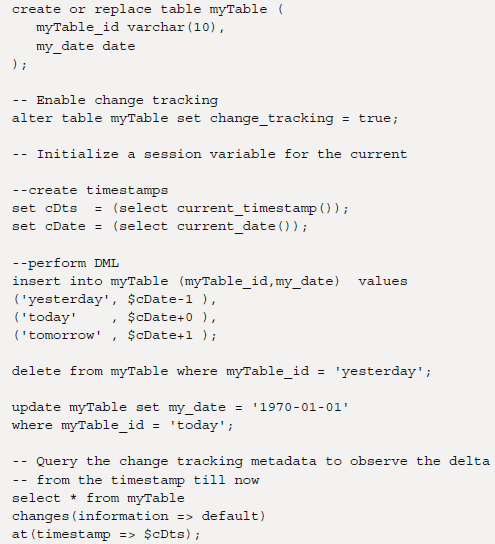 create or replace table myTable (
   myTable_id varchar(10),
   my_date date
);

-- Enable change tracking
alter table myTable set change_tracking = true;

-- Initialize a session variable for the current

--create timestamps
set cDts  = (select current_timestamp());
set cDate = (select current_date());

--perform DML
insert into myTable (myTable_id,my_date)  values
('yesterday', $cDate-1 ),
('today'    , $cDate+0 ),
('tomorrow' , $cDate+1 );

delete from myTable where myTable_id = 'yesterday';

update myTable set my_date = '1970-01-01'
where myTable_id = 'today';

-- Query the change tracking metadata to observe the delta
-- from the timestamp till now
select * from myTable
changes(information => default)
at(timestamp => $cDts);